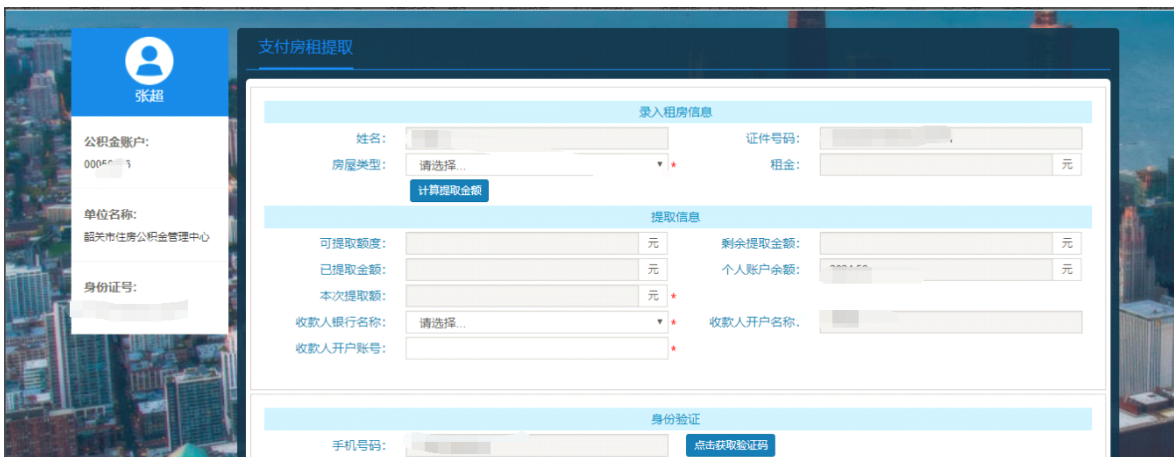 支付房租提取
张超
公积金账户:
单位名称:
韶关市住房公积金管理中心
身份证号:
录入租房信息
姓名: 证件号码:
房屋类型: 请选择... * 租金: 元
计算提取金额
提取信息
可提取额度: 元 剩余提取金额: 元
已提取金额: 元 个人账户余额: 元
本次提取额: 元 *
收款人银行名称: 请选择... * 收款人开户名称:
收款人开户账号: *
身份验证
手机号码: 点击获取验证码